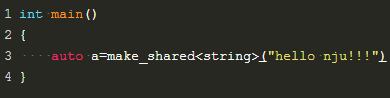 1 int main()
2 {
3     auto a=make_shared<string>("hello nju!!!")
4 }